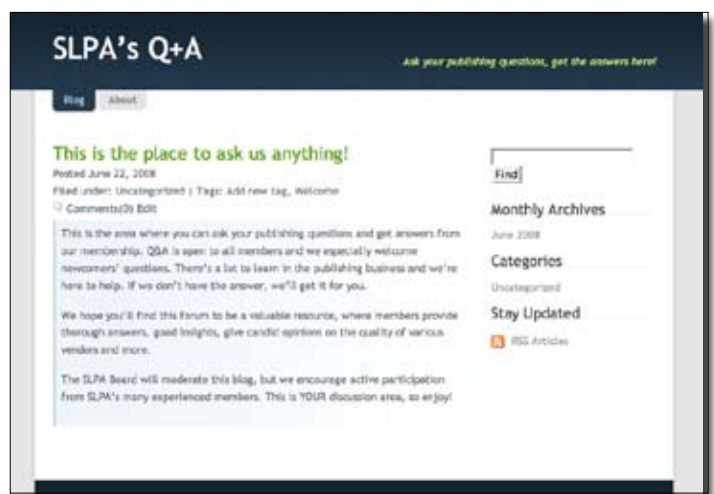 SLPA's Q+A
Ask your publishing questions, get the answers here!
Blog About
This is the place to ask us anything!
Posted June 22, 2008
Filed under: Uncategorized | Tags: Add new tag, Welcome
Comments(0) Edit
This is the area where you can ask your publishing questions and get answers from
our membership. Q&A is open to all members and we especially welcome
newcomers' questions. There's a lot to learn in the publishing business and we're
here to help. If we don't have the answer, we'll get it for you.
We hope you'll find this forum to be a valuable resource, where members provide
thorough answers, good insights, give candid opinions on the quality of various
vendors and more.
The SLPA Board will moderate this blog, but we encourage active participation
from SLPA's many experienced members. This is YOUR discussion area, so enjoy!
Find
Monthly Archives
June 2008
Categories
Uncategorized
Stay Updated
RSS Articles